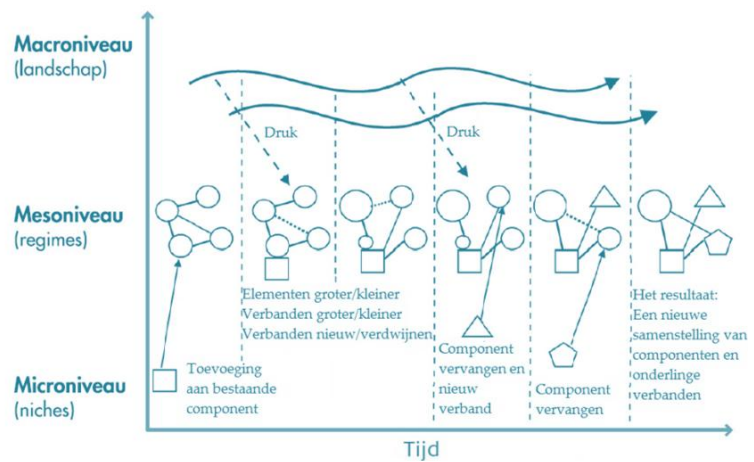 Macroniveau
(landschap)
Druk
Druk
Mesoniveau
(regimes)
Elementen groter/kleiner
Verbanden groter/kleiner
Verbanden nieuw/verdwijnen
Het resultaat:
Een nieuwe
samenstelling van
componenten en
onderlinge
verbanden
Microniveau
(niches)
Toevoeging
aan bestaande
component
Component
vervangen en
nieuw
verband
Component
vervangen
Tijd